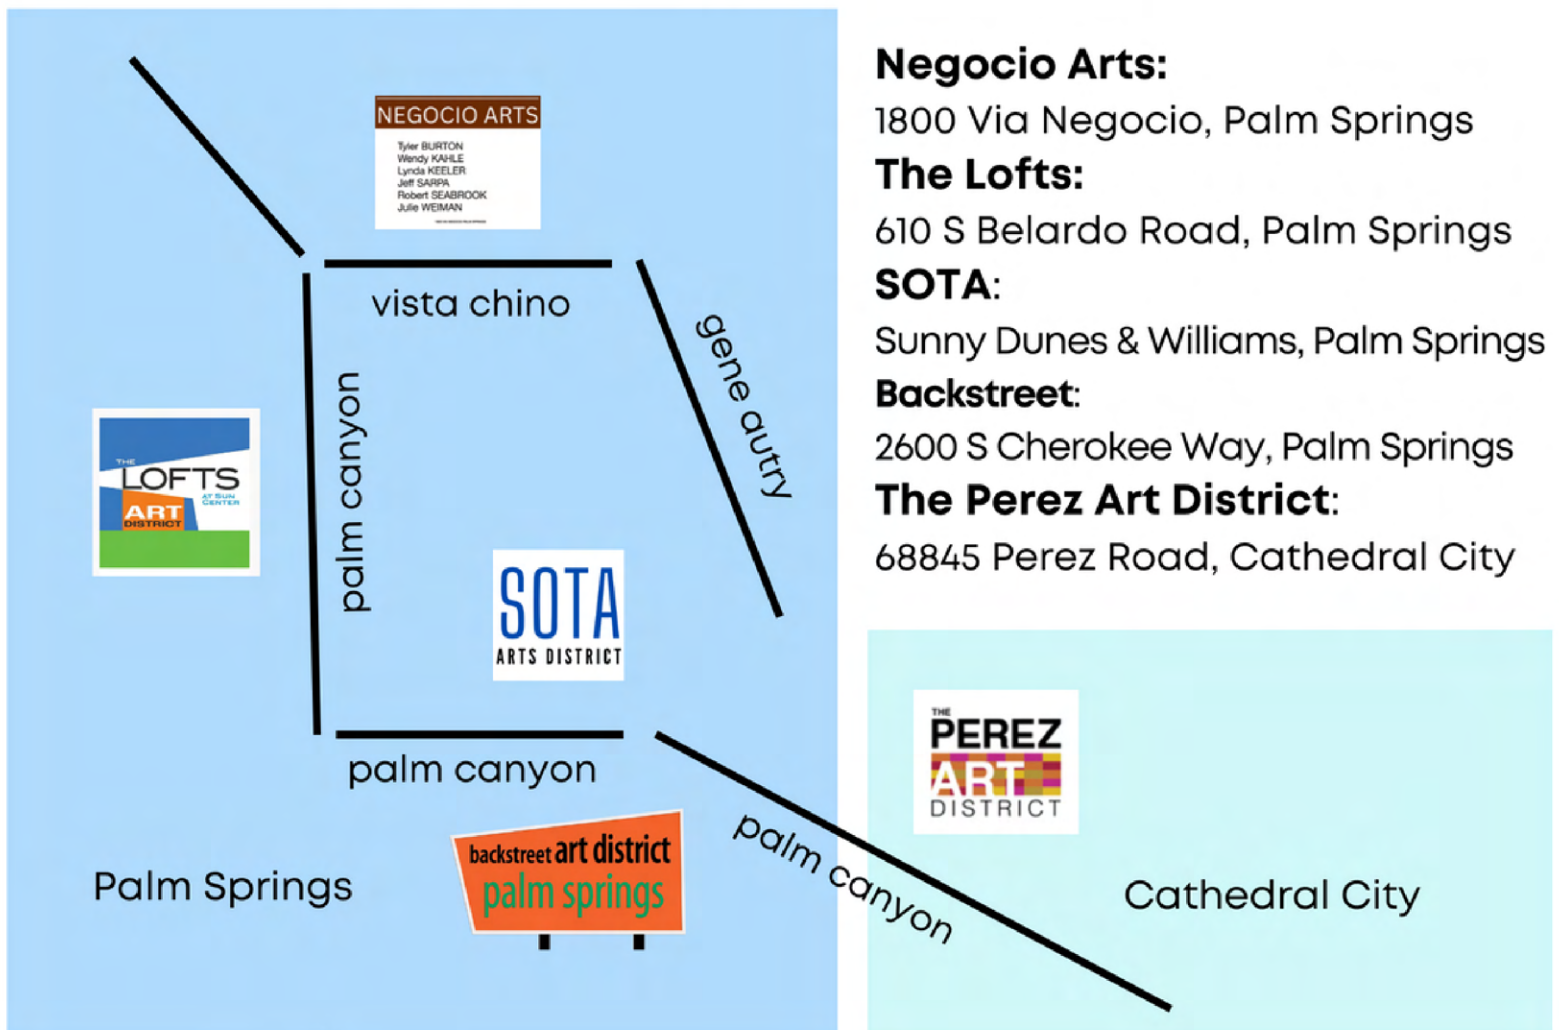 NEGOCIO ARTS
Tyler BURTON
Wendy KAHLE
Lynda KEELER
Jeff SARPA
Robert SEABROOK
Julie WEIMAN
vista chino
gene autry
palm canyon
THE
LOFTS
AT SUN
CENTER
ART
DISTRICT
SOTA
ARTS DISTRICT
palm canyon
palm canyon
backstreet art district
palm springs
Palm Springs
Negocio Arts:
1800 Via Negocio, Palm Springs
The Lofts:
610 S Belardo Road, Palm Springs
SOTA:
Sunny Dunes & Williams, Palm Springs
Backstreet:
2600 S Cherokee Way, Palm Springs
The Perez Art District:
68845 Perez Road, Cathedral City
THE
PEREZ
ART
DISTRICT
Cathedral City